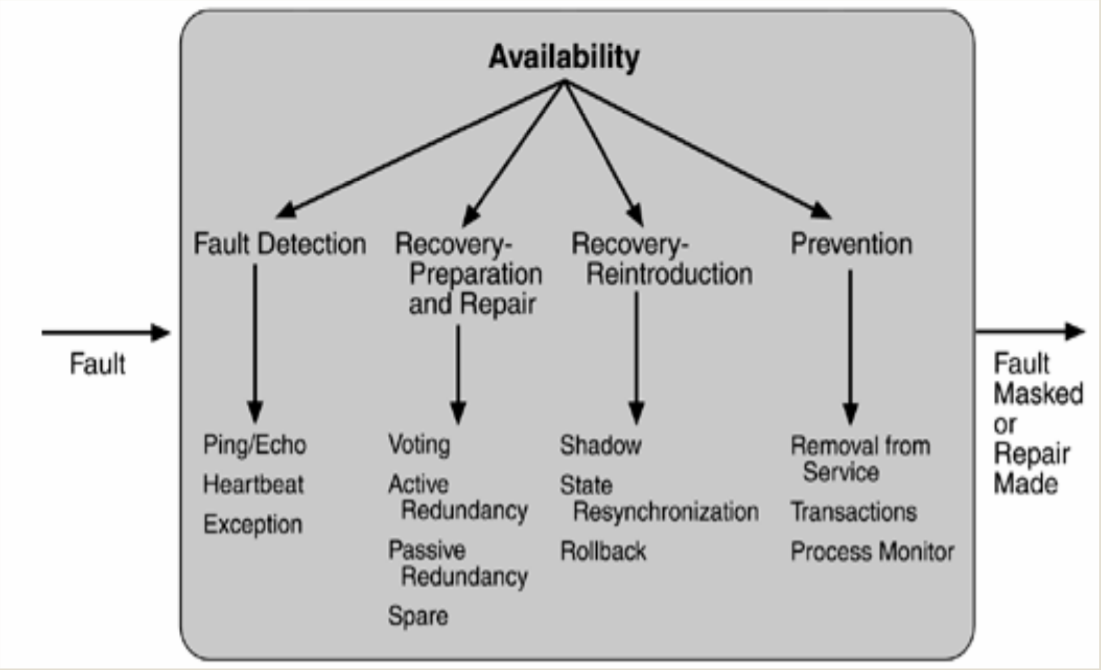 Availability
Fault Detection
Recovery-
Preparation
and Repair
Recovery-
Reintroduction
Prevention
Fault
Ping/Echo
Heartbeat
Exception
Voting
Active
Redundancy
Passive
Redundancy
Spare
Shadow
State
Resynchronization
Rollback
Removal from
Service
Transactions
Process Monitor
Fault
Masked
or
Repair
Made